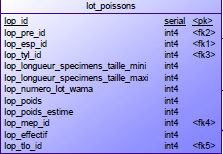 lot_poissons
lop_id serial <pk>
lop_pre_id int4 <fk2>
lop_esp_id int4 <fk1>
lop_tyl_id int4 <fk3>
lop_longueur_specimens_taille_mini int4
lop_longueur_specimens_taille_maxi int4
lop_numero_lot_wama int4
lop_poids int4
lop_poids_estime int4
lop_mep_id int4 <fk4>
lop_effectif int4
lop_tlo_id int4 <fk5>